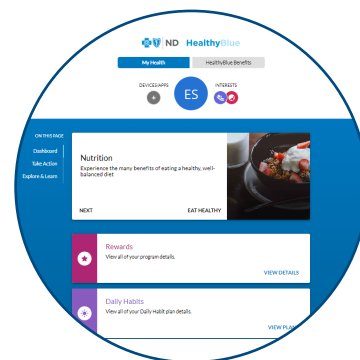 ND HealthyBlue
My Health
HealthyBlue Benefits
DEVICES/APPS
INTERESTS
+
ES
ON THIS PAGE
Dashboard
Take Action
Explore & Learn
Nutrition
Experience the many benefits of eating a healthy, well-
balanced diet
NEXT
EAT HEALTHY
Rewards
View all of your program details.
VIEW DETAILS
Daily Habits
View all of your Daily Habit plan details.
VIEW PLAN